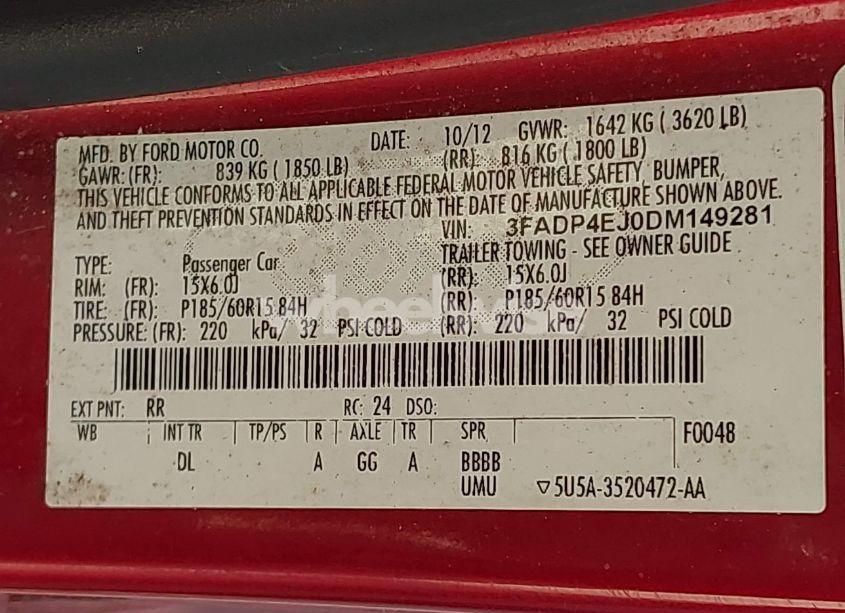 MFD. BY FORD MOTOR CO. DATE: 10/12 GVWR: 1642 KG ( 3620 LB)
GAWR: (FR): 839 KG ( 1850 LB) (RR): 816 KG ( 1800 LB)
THIS VEHICLE CONFORMS TO ALL APPLICABLE FEDERAL MOTOR VEHICLE SAFETY, BUMPER,
AND THEFT PREVENTION STANDARDS IN EFFECT ON THE DATE OF MANUFACTURE SHOWN ABOVE.
VIN: 3FADP4EJ0DM149281
TYPE: Passenger Car TRAILER TOWING - SEE OWNER GUIDE
RIM: (FR): 15X6.0J (RR): 15X6.0J
TIRE: (FR): P185/60R15 84H (RR): P185/60R15 84H
PRESSURE: (FR): 220 kPa/ 32 PSI COLD (RR): 220 kPa/ 32 PSI COLD
EXT PNT: RR RC: 24 DSO:
WB INT TR TP/PS R AXLE TR SPR F0048
DL A GG A BBBB
UMU ▽5U5A-3520472-AA